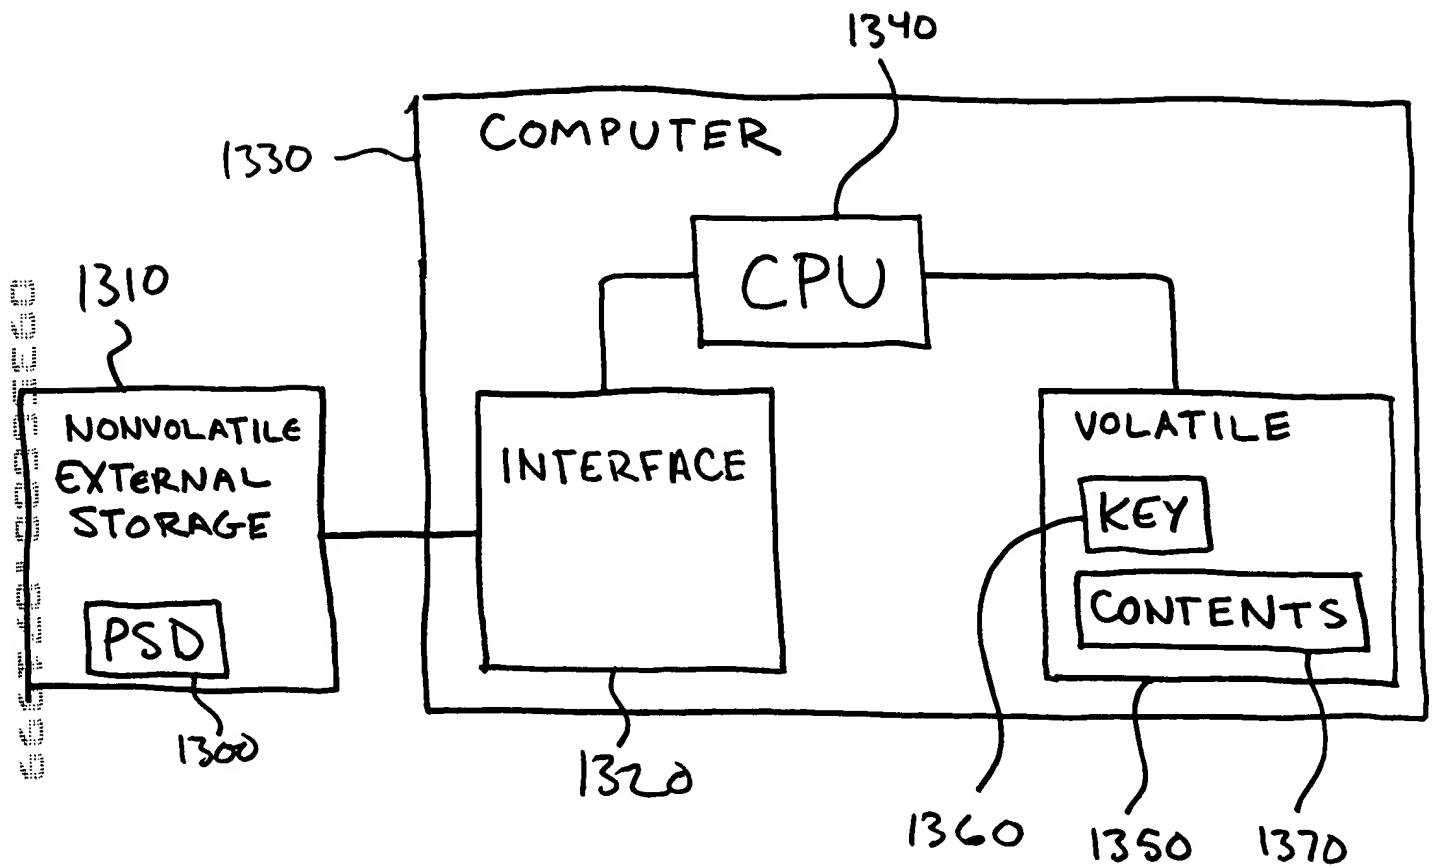 1340
COMPUTER
1330
CPU
1310
NONVOLATILE
EXTERNAL
STORAGE
PSD
1300
INTERFACE
1320
VOLATILE
KEY
CONTENTS
1360
1350
1370